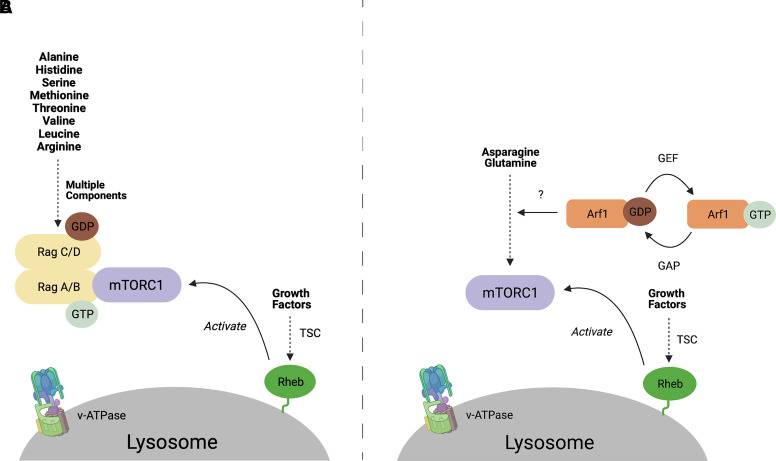 Alanine
Histidine
Serine
Methionine
Threonine
Valine
Leucine
Arginine
Multiple
Components
GDP
Rag C/D
Rag A/B
mTORC1
GTP
Growth
Factors
Activate
TSC
Rheb
v-ATPase
Lysosome
Asparagine
Glutamine
?
GEF
Arf1
GDP
Arf1
GTP
GAP
mTORC1
Growth
Factors
Activate
TSC
Rheb
v-ATPase
Lysosome